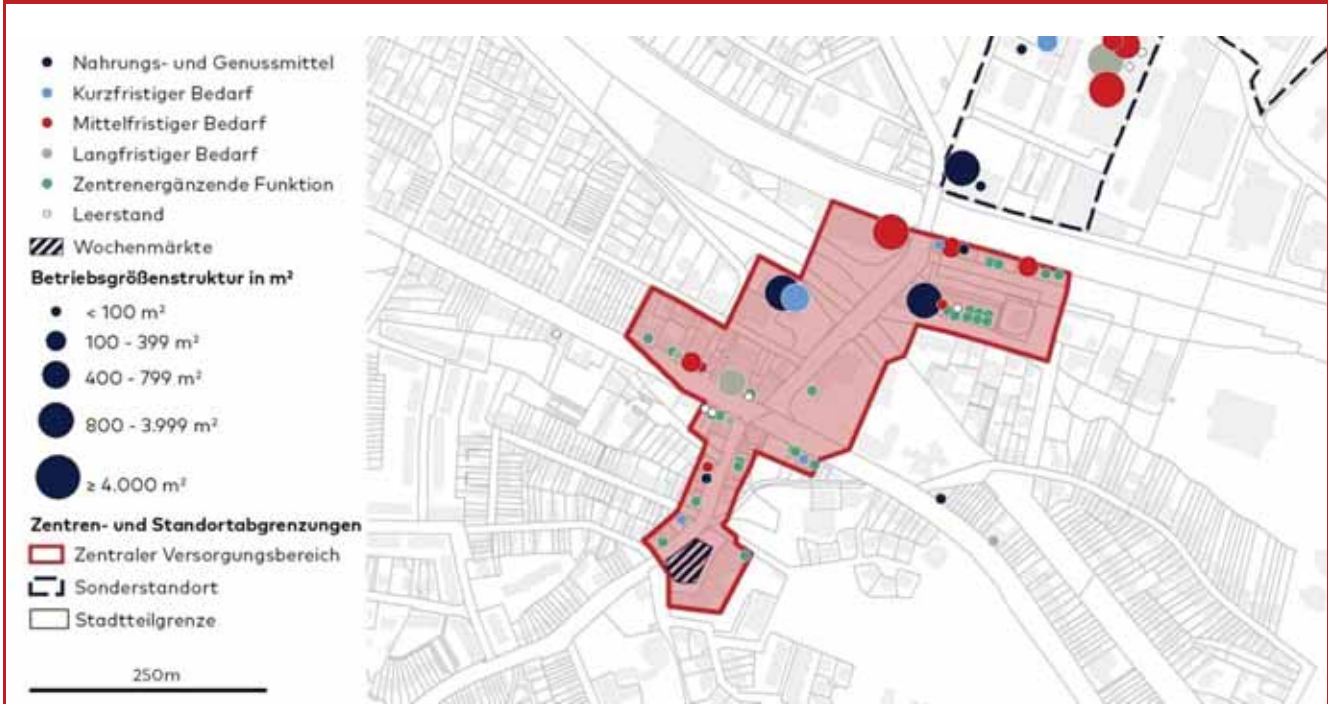 Nahrungs- und Genussmittel
Kurzfristiger Bedarf
Mittelfristiger Bedarf
Langfristiger Bedarf
Zentrenergänzende Funktion
Leerstand
Wochenmärkte
Betriebsgrößenstruktur in m²
< 100 m²
100 - 399 m²
400 - 799 m²
800 - 3.999 m²
≥ 4.000 m²
Zentren- und Standortabgrenzungen
Zentraler Versorgungsbereich
Sonderstandort
Stadtteilgrenze
250m